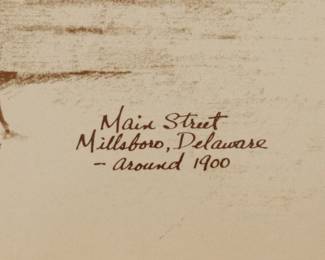 Main Street
Millsboro, Delaware
- around 1900